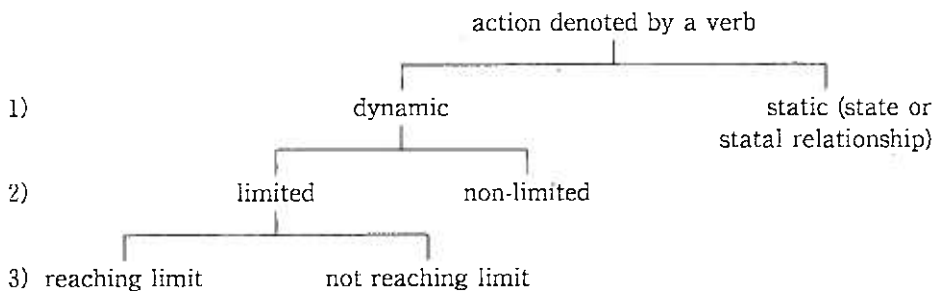 action denoted by a verb
1) dynamic static (state or
statal relationship)
2) limited non-limited
3) reaching limit not reaching limit